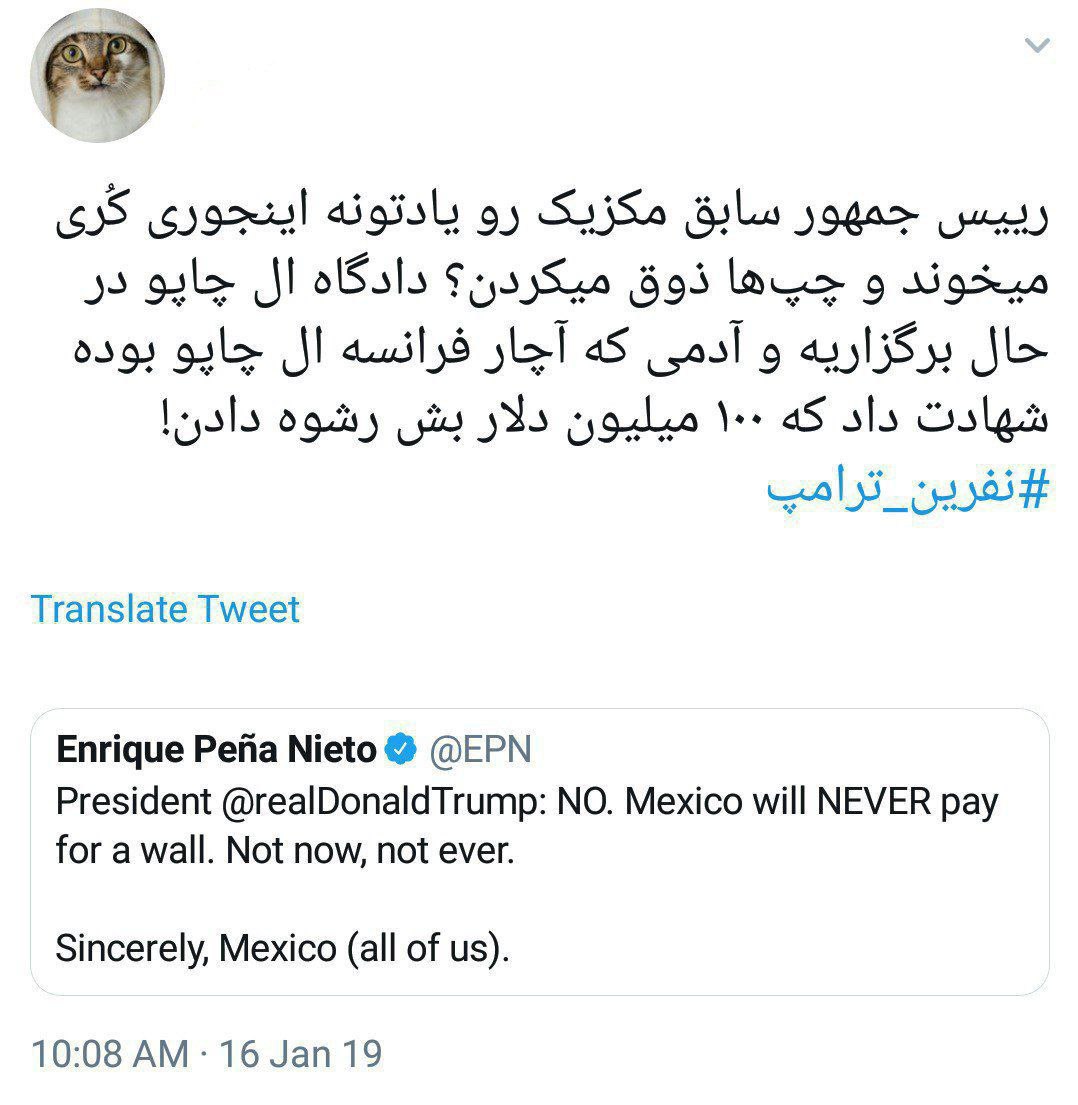 رییس جمهور سابق مکزیک رو یادتونه اینجوری کُری
میخوند و چپ‌ها ذوق میکردن؟ دادگاه ال چاپو در
حال برگزاریه و آدمی که آچار فرانسه ال چاپو بوده
شهادت داد که ۱۰۰ میلیون دلار بش رشوه دادن!
#نفرین_ترامپ
Translate Tweet
Enrique Peña Nieto @EPN
President @realDonaldTrump: NO. Mexico will NEVER pay
for a wall. Not now, not ever.
Sincerely, Mexico (all of us).
10:08 AM · 16 Jan 19